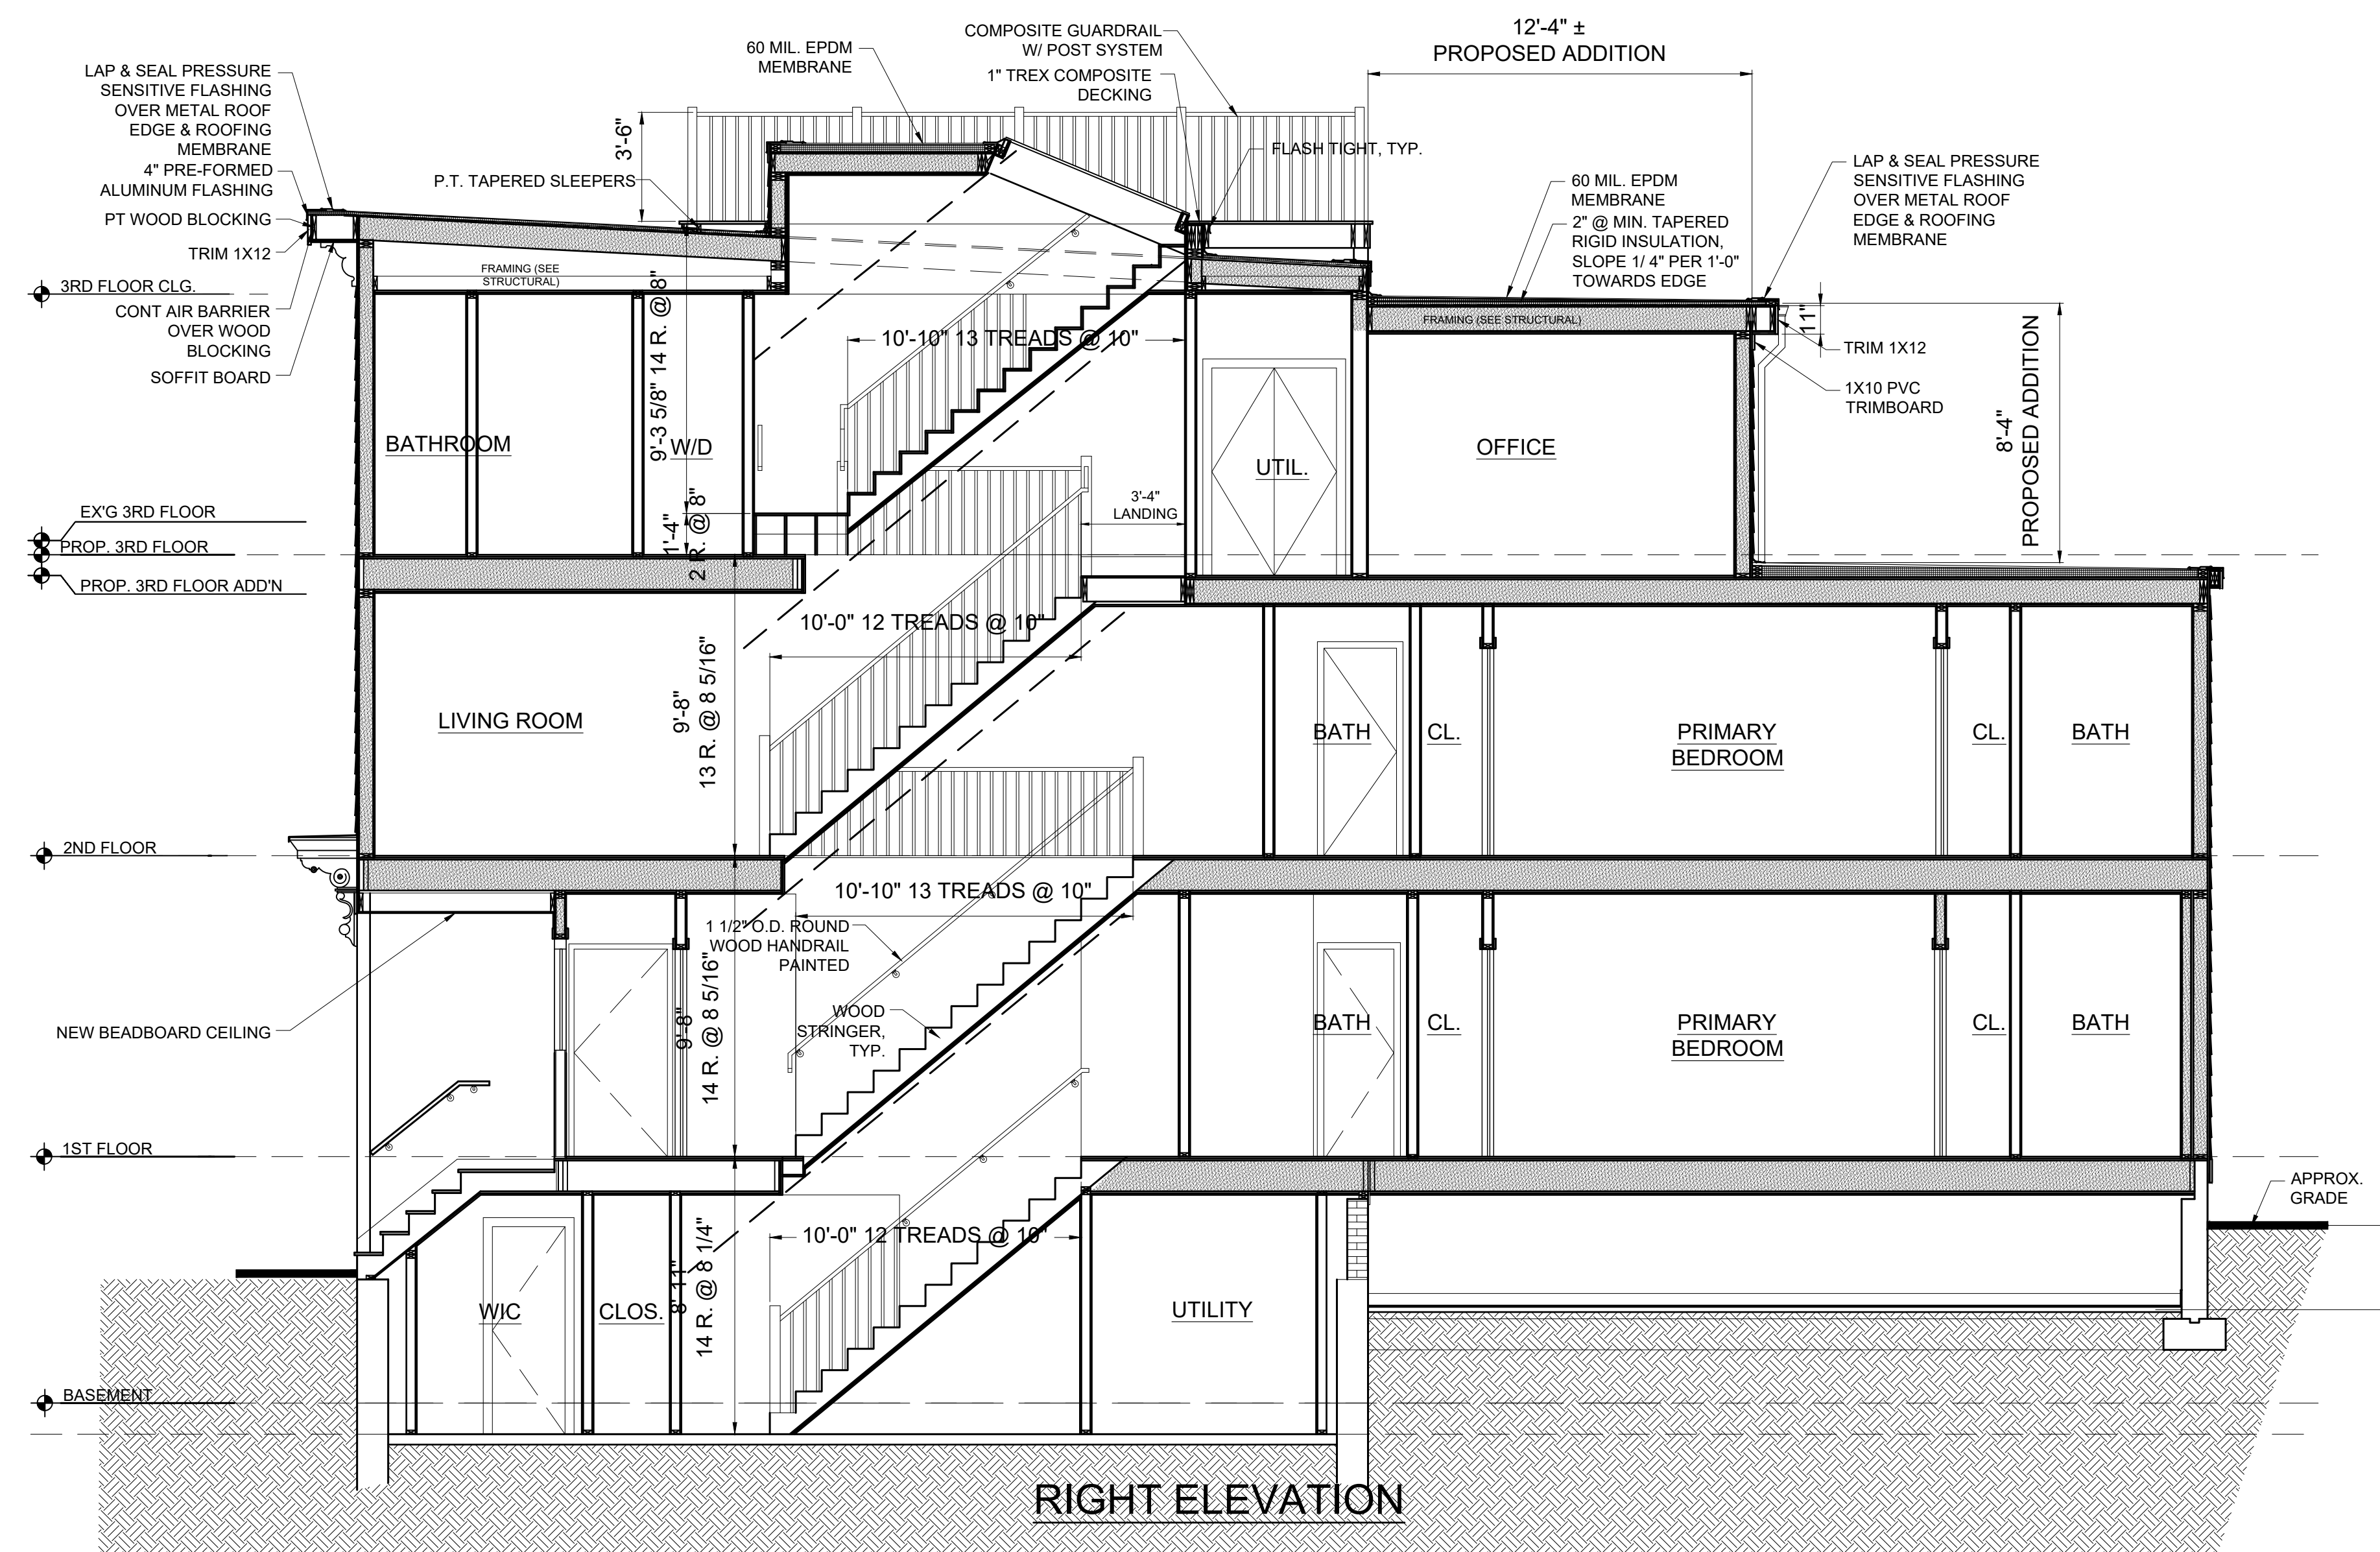 12'-4" ±
PROPOSED ADDITION
COMPOSITE GUARDRAIL
W/ POST SYSTEM
1" TREX COMPOSITE
DECKING
60 MIL. EPDM
MEMBRANE
LAP & SEAL PRESSURE
SENSITIVE FLASHING
OVER METAL ROOF
EDGE & ROOFING
MEMBRANE
4" PRE-FORMED
ALUMINUM FLASHING
PT WOOD BLOCKING
TRIM 1X12
3RD FLOOR CLG.
CONT AIR BARRIER
OVER WOOD
BLOCKING
SOFFIT BOARD
3'-6"
P.T. TAPERED SLEEPERS
FLASH TIGHT, TYP.
60 MIL. EPDM
MEMBRANE
2" @ MIN. TAPERED
RIGID INSULATION,
SLOPE 1/ 4" PER 1'-0"
TOWARDS EDGE
LAP & SEAL PRESSURE
SENSITIVE FLASHING
OVER METAL ROOF
EDGE & ROOFING
MEMBRANE
FRAMING (SEE
STRUCTURAL)
FRAMING (SEE STRUCTURAL)
11"
TRIM 1X12
1X10 PVC
TRIMBOARD
8'-4"
PROPOSED ADDITION
10'-10" 13 TREADS @ 10"
9'-3 5/8" 14 R. @ 8"
BATHROOM
W/D
UTIL.
OFFICE
3'-4"
LANDING
1'-4"
2 R. @ 8"
EX'G 3RD FLOOR
PROP. 3RD FLOOR
PROP. 3RD FLOOR ADD'N
10'-0" 12 TREADS @ 10"
9'-8"
13 R. @ 8 5/16"
LIVING ROOM
BATH
CL.
PRIMARY
BEDROOM
CL.
BATH
2ND FLOOR
10'-10" 13 TREADS @ 10"
1 1/2" O.D. ROUND
WOOD HANDRAIL
PAINTED
9'-8"
14 R. @ 8 5/16"
WOOD
STRINGER,
TYP.
NEW BEADBOARD CEILING
BATH
CL.
PRIMARY
BEDROOM
CL.
BATH
1ST FLOOR
APPROX.
GRADE
10'-0" 12 TREADS @ 10"
8'-11"
14 R. @ 8 1/4"
WIC
CLOS.
UTILITY
BASEMENT
RIGHT ELEVATION